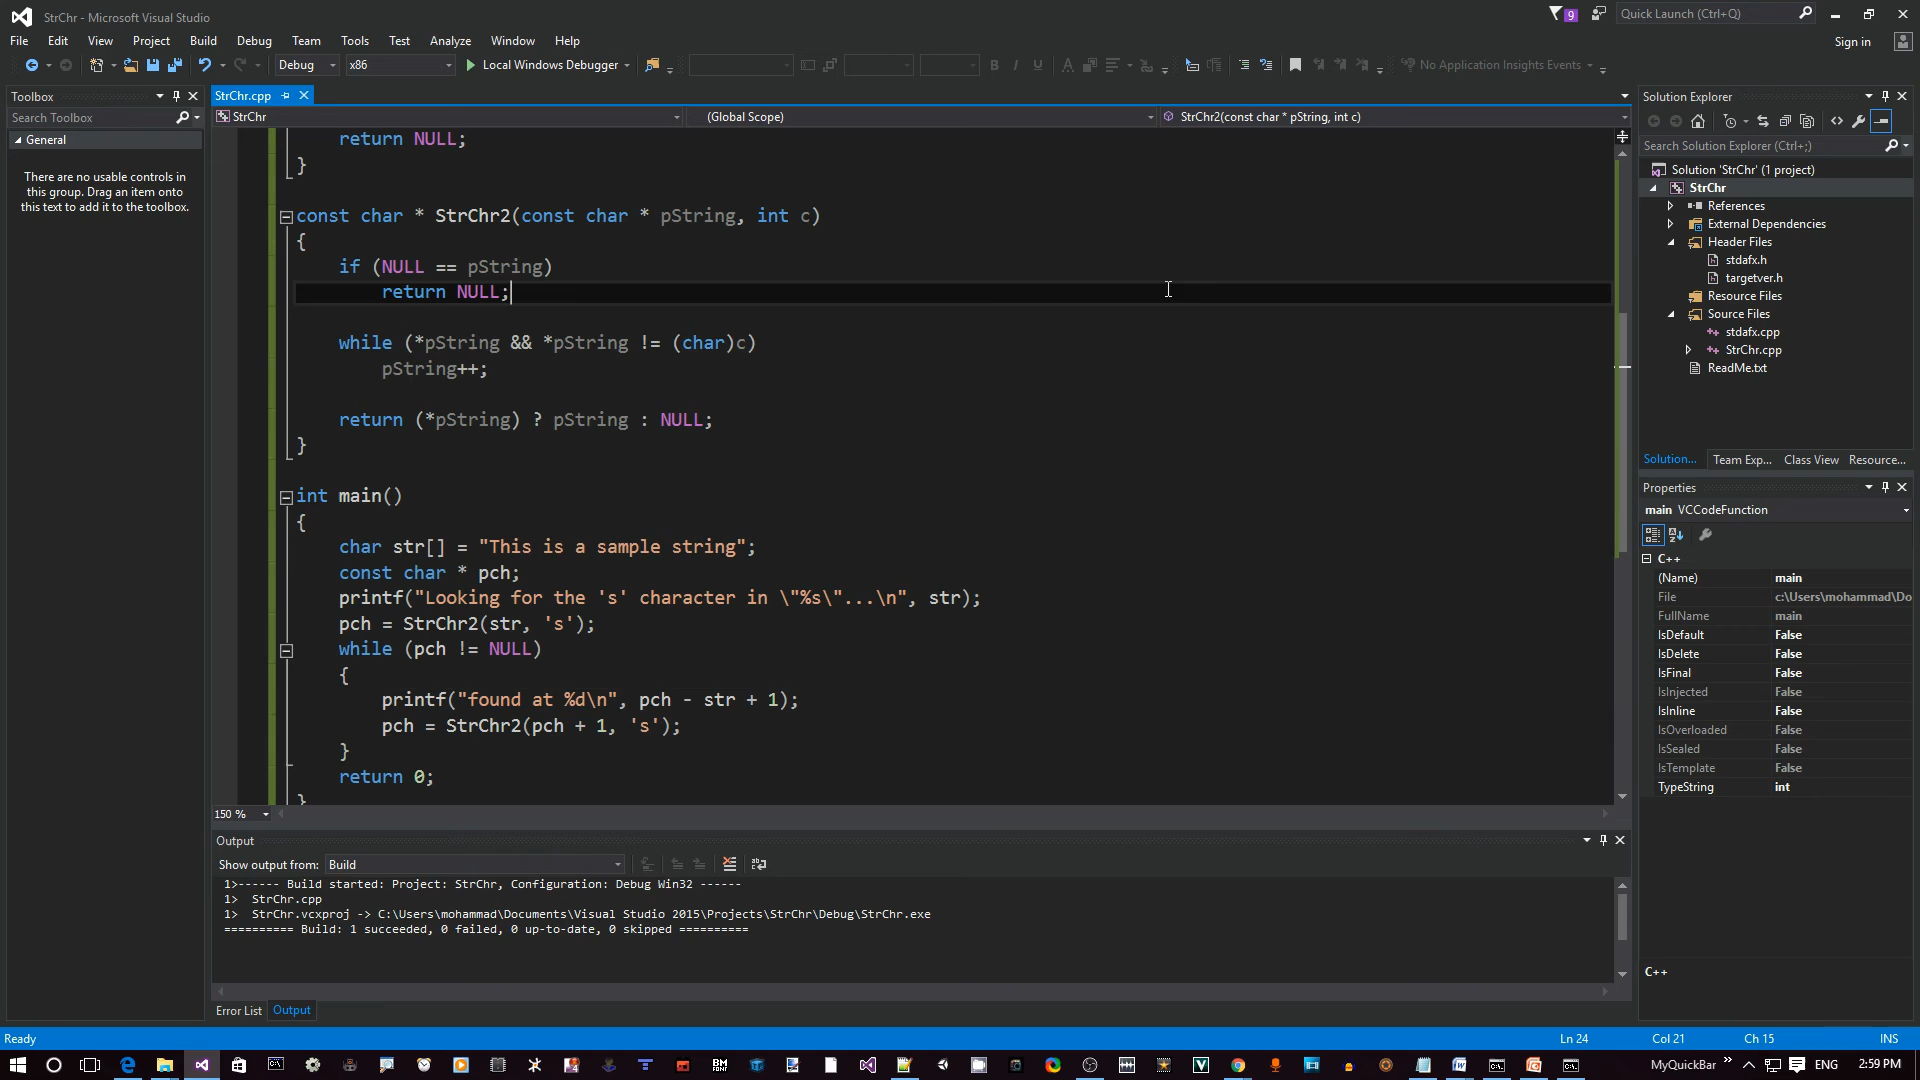 StrChr - Microsoft Visual Studio
9
Quick Launch (Ctrl+Q)
File Edit View Project Build Debug Team Tools Test Analyze Window Help
Sign in
Debug x86 Local Windows Debugger No Application Insights Events
Toolbox
Search Toolbox
General
There are no usable controls in
this group. Drag an item onto
this text to add it to the toolbox.
StrChr.cpp
StrChr (Global Scope) StrChr2(const char * pString, int c)
return NULL;
}
const char * StrChr2(const char * pString, int c)
{
if (NULL == pString)
return NULL;
while (*pString && *pString != (char)c)
pString++;
return (*pString) ? pString : NULL;
}
int main()
{
char str[] = "This is a sample string";
const char * pch;
printf("Looking for the 's' character in \"%s\"...\n", str);
pch = StrChr2(str, 's');
while (pch != NULL)
{
printf("found at %d\n", pch - str + 1);
pch = StrChr2(pch + 1, 's');
}
return 0;
}
150 %
Output
Show output from: Build
1>------ Build started: Project: StrChr, Configuration: Debug Win32 ------
1>  StrChr.cpp
1>  StrChr.vcxproj -> C:\Users\mohammad\Documents\Visual Studio 2015\Projects\StrChr\Debug\StrChr.exe
========== Build: 1 succeeded, 0 failed, 0 up-to-date, 0 skipped ==========
Error List Output
Solution Explorer
Search Solution Explorer (Ctrl+;)
Solution 'StrChr' (1 project)
StrChr
References
External Dependencies
Header Files
stdafx.h
targetver.h
Resource Files
Source Files
stdafx.cpp
StrChr.cpp
ReadMe.txt
Solution... Team Exp... Class View Resource...
Properties
main VCCodeFunction
C++
(Name) main
File c:\Users\mohammad\Do
FullName main
IsDefault False
IsDelete False
IsFinal False
IsInjected False
IsInline False
IsOverloaded False
IsSealed False
IsTemplate False
TypeString int
C++
Ready Ln 24 Col 21 Ch 15 INS
MyQuickBar ENG 2:59 PM